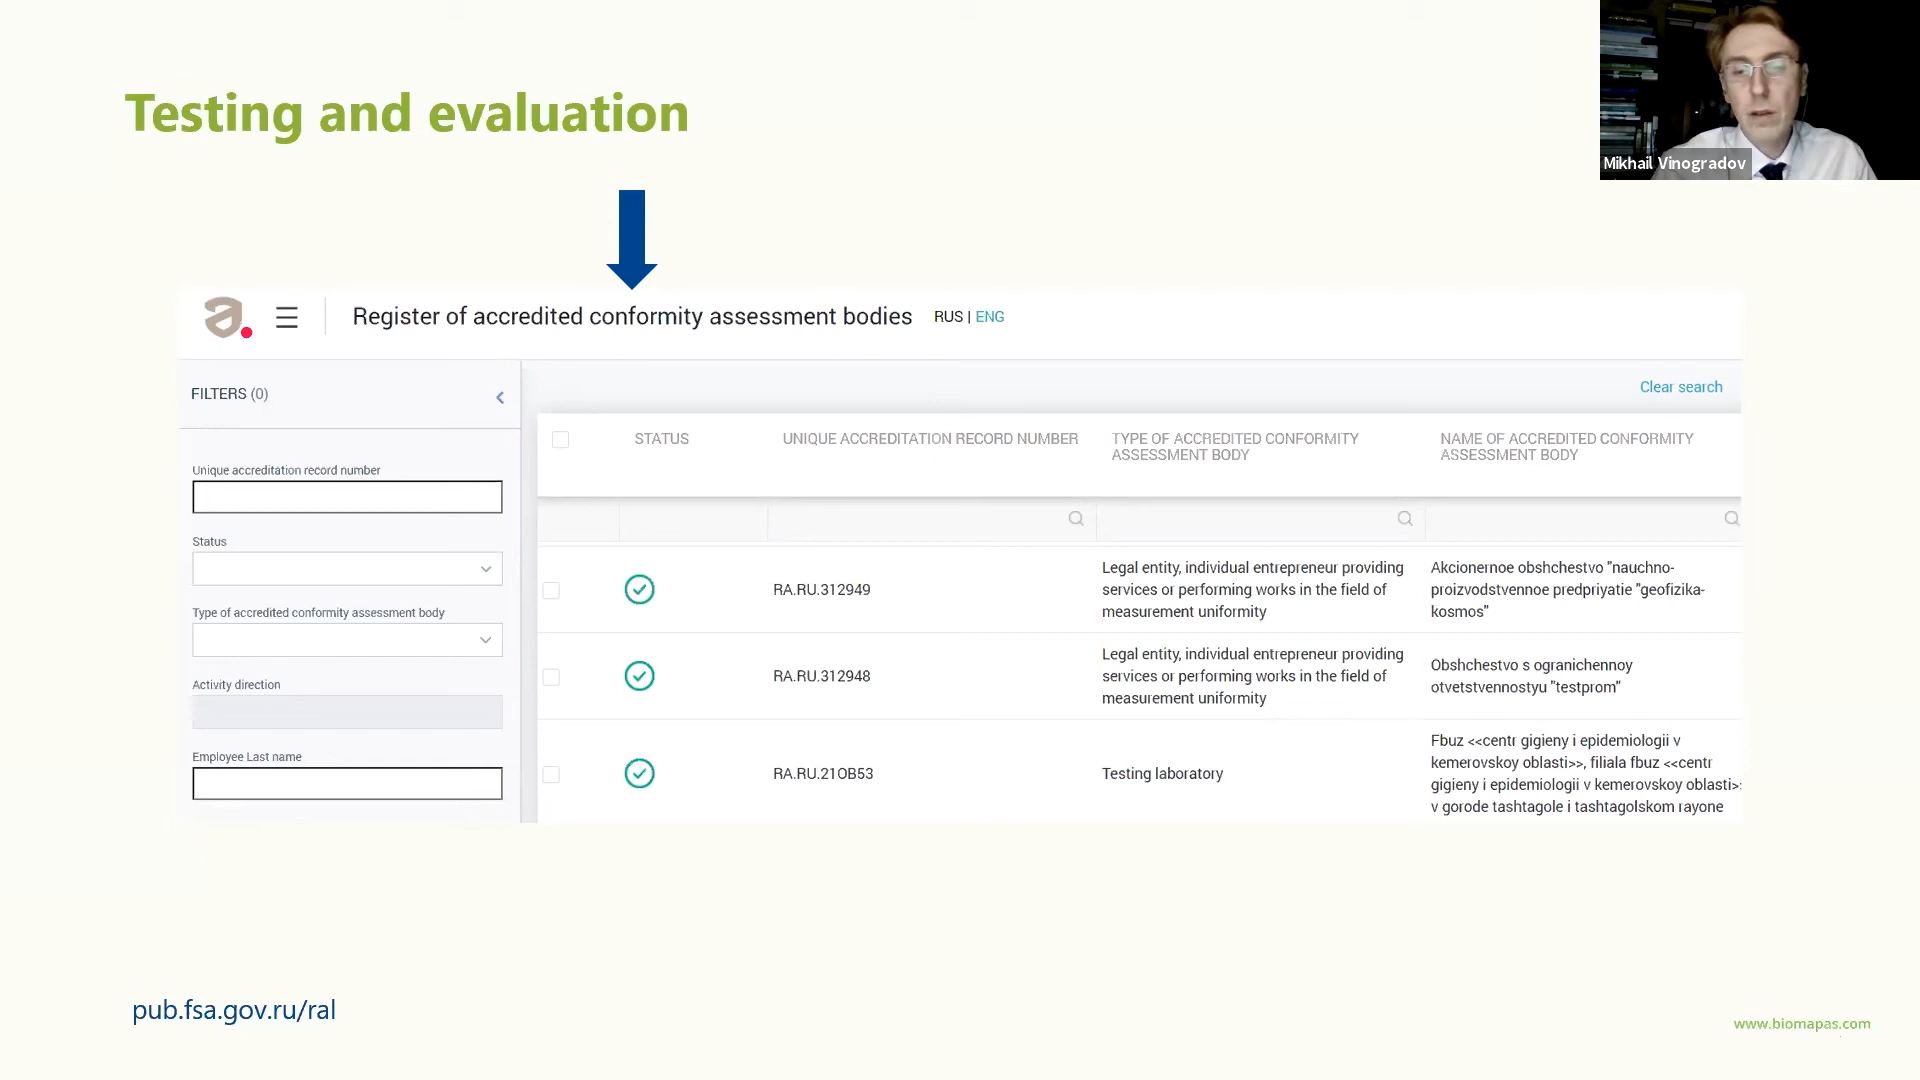 Testing and evaluation
Mikhail Vinogradov
Register of accredited conformity assessment bodies RUS | ENG
FILTERS (0)
Clear search
Unique accreditation record number
Status
Type of accredited conformity assessment body
Activity direction
Employee Last name
STATUS
UNIQUE ACCREDITATION RECORD NUMBER
TYPE OF ACCREDITED CONFORMITY
ASSESSMENT BODY
NAME OF ACCREDITED CONFORMITY
ASSESSMENT BODY
RA.RU.312949
Legal entity, individual entrepreneur providing
services or performing works in the field of
measurement uniformity
Akcionernoe obshchestvo "nauchno-
proizvodstvennoe predpriyatie "geofizika-
kosmos"
RA.RU.312948
Legal entity, individual entrepreneur providing
services or performing works in the field of
measurement uniformity
Obshchestvo s ogranichennoy
otvetstvennostyu "testprom"
RA.RU.21OB53
Testing laboratory
Fbuz <<centr gigieny i epidemiologii v
kemerovskoy oblasti>>, filiala fbuz <<centr
gigieny i epidemiologii v kemerovskoy oblasti>>
v gorode tashtagole i tashtagolskom rayone
pub.fsa.gov.ru/ral
www.biomapas.com